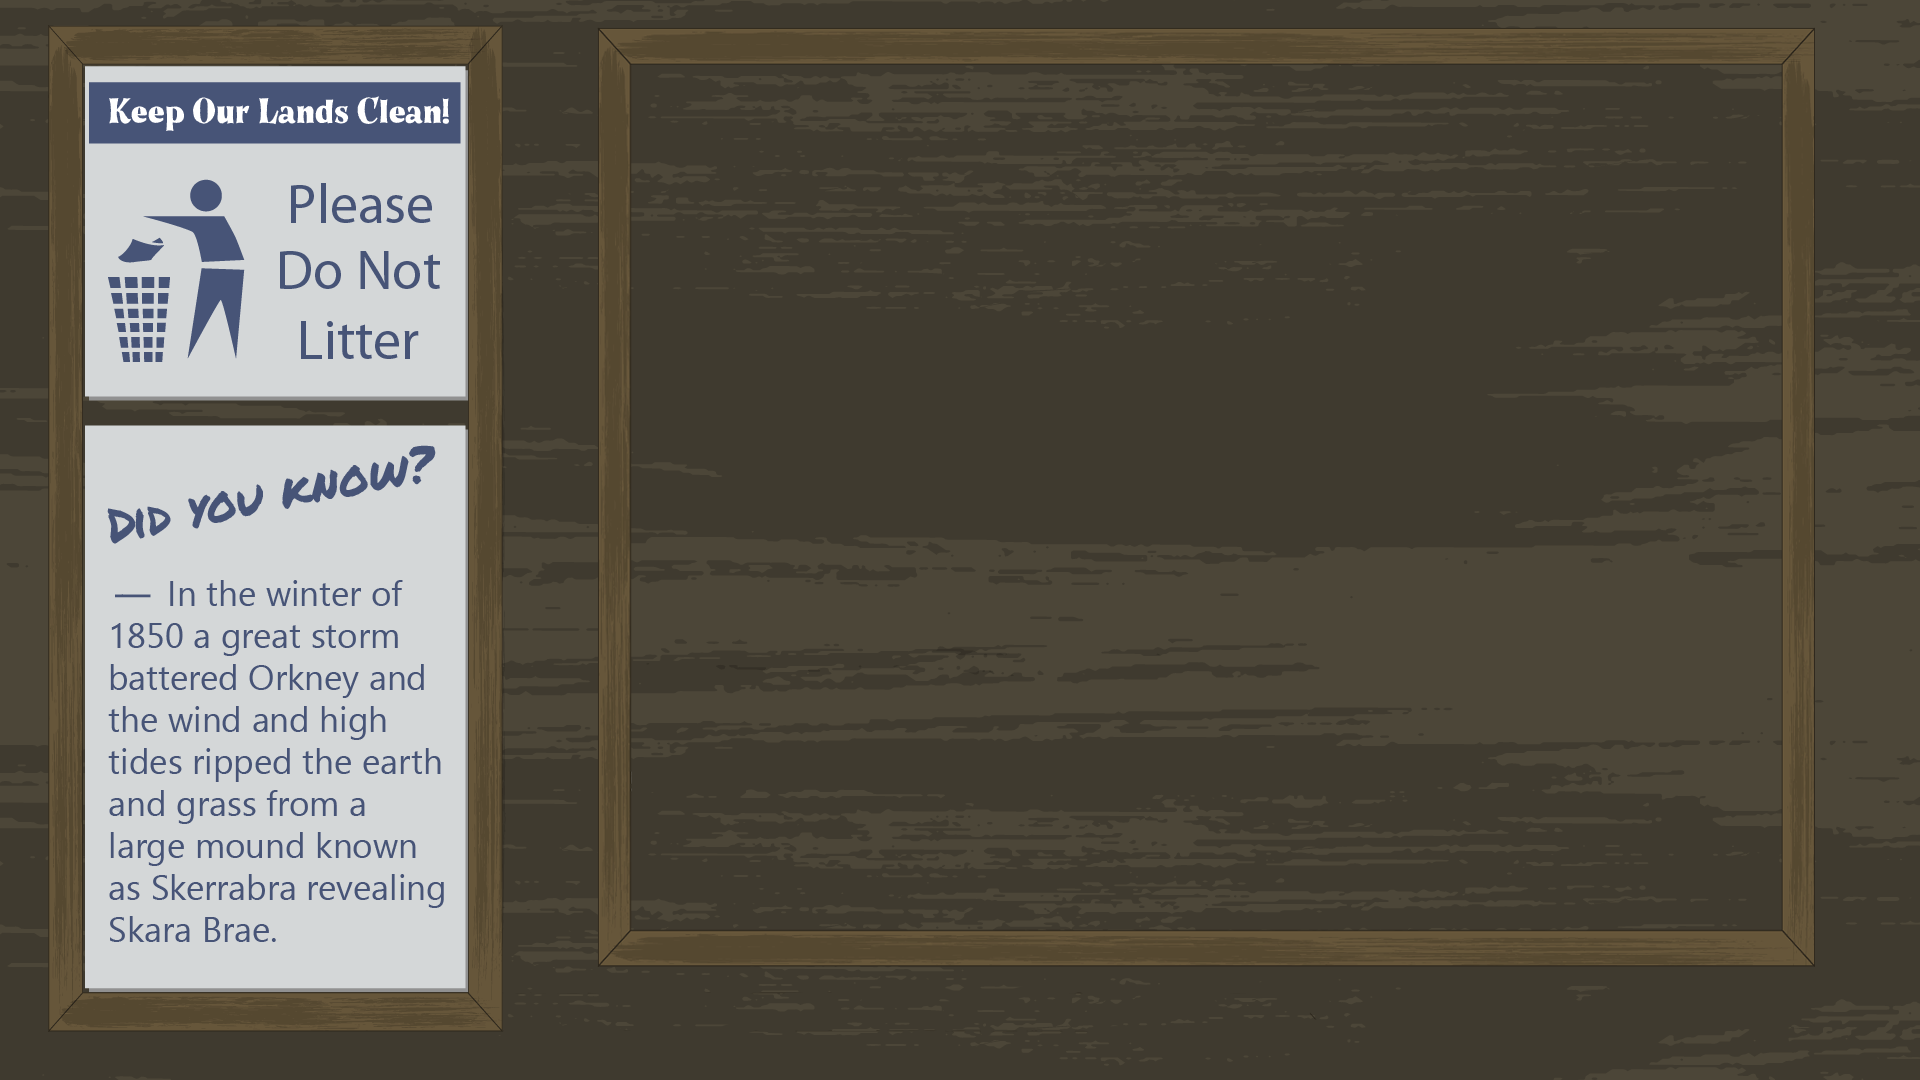 Keep Our Lands Clean!
Please
Do Not
Litter
DID YOU KNOW?
— In the winter of
1850 a great storm
battered Orkney and
the wind and high
tides ripped the earth
and grass from a
large mound known
as Skerrabra revealing
Skara Brae.